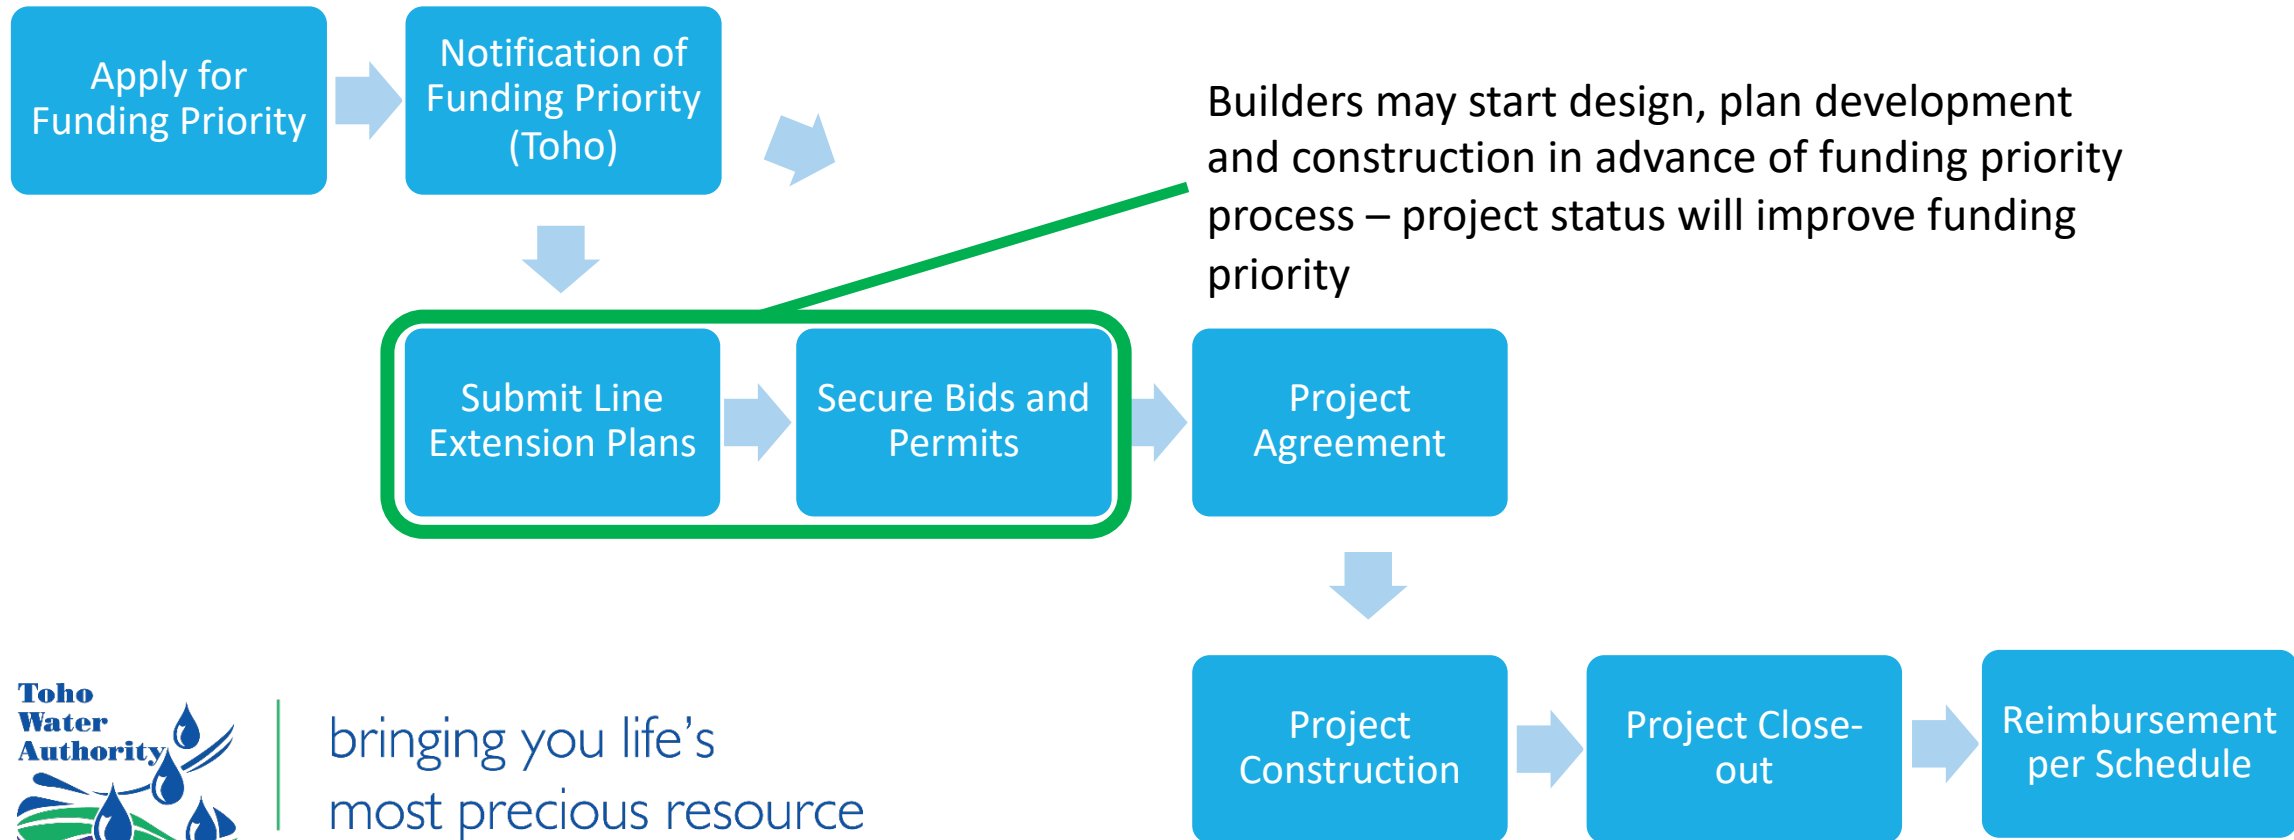 Apply for
Funding Priority
Notification of
Funding Priority
(Toho)
Builders may start design, plan development
and construction in advance of funding priority
process – project status will improve funding
priority
Submit Line
Extension Plans
Secure Bids and
Permits
Project
Agreement
Project
Construction
Project Close-
out
Reimbursement
per Schedule
Toho
Water
Authority
bringing you life's
most precious resource